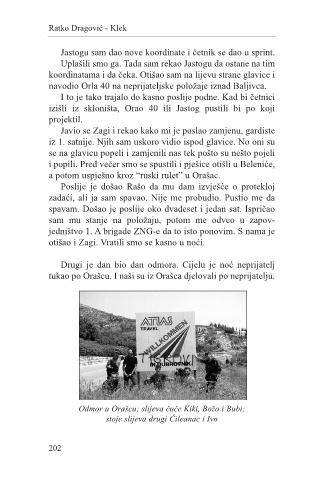 Ratko Dragović - Klek
Jastogu sam dao nove koordinate i četnik se dao u sprint.
Uplašili smo ga. Tada sam rekao Jastogu da ostane na tim
koordinatama i da čeka. Otišao sam na lijevu strane glavice i
navodio Orla 40 na neprijateljske položaje iznad Baljivca.
I to je tako trajalo do kasno poslije podne. Kad bi četnici
izišli iz skloništa, Orao 40 ili Jastog pustili bi po koji
projektil.
Javio se Zagi i rekao kako mi je poslao zamjenu, gardiste
iz 1. satnije. Njih sam uskoro vidio ispod glavice. No oni su
se na glavicu popeli i zamjenili nas tek pošto su nešto pojeli
i popili. Pred večer smo se spustili i pješice otišli u Beleniće,
a potom uspješno kroz “ruski rulet” u Orašac.
Poslije je došao Rašo da mu dam izvješće o protekloj
zadaći, ali ja sam spavao. Nije me probudio. Pustio me da
spavam. Došao je poslije oko dvadeset i jedan sat. Ispričao
sam mu stanje na položaju, potom me odveo u zapov-
jedništvo 1. A brigade ZNG-e da to isto ponovim. S nama je
otišao i Zagi. Vratili smo se kasno u noći.
Drugi je dan bio dan odmora. Cijelu je noć neprijatelj
tukao po Orašcu. I naši su iz Orašca djelovali po neprijatelju.
ATLAS
TRAVEL
WILLKOMMEN
IN DUBROVNIK
Odmor u Orašcu; slijeva čuče Kiki, Božo i Bubi;
stoje slijeva drugi Čileanac i Ivo
202